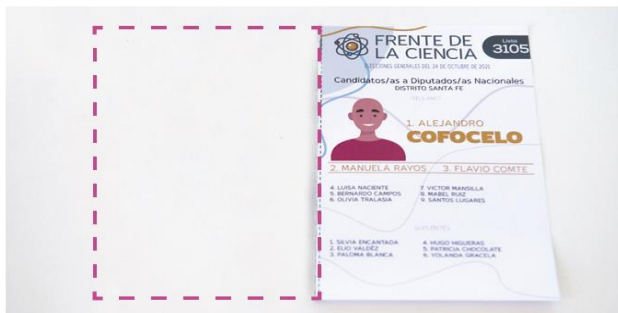 FRENTE DE
LA CIENCIA
Lista
3105
ELECCIONES GENERALES DEL 24 DE OCTUBRE DE 2021
Candidatos/as a Diputados/as Nacionales
DISTRITO SANTA FE
TITULARES
1. ALEJANDRO
COFOCELO
2. MANUELA RAYOS 3. FLAVIO COMTE
4. LUISA NACIENTE
5. BERNARDO CAMPOS
6. OLIVIA TRALASIA
7. VICTOR MANSILLA
8. MABEL RUIZ
9. SANTOS LUGARES
SUPLENTES
1. SILVIA ENCANTADA
2. ELIO VALDÉZ
3. PALOMA BLANCA
4. HUGO HIGUERAS
5. PATRICIA CHOCOLATE
6. YOLANDA GRACELA